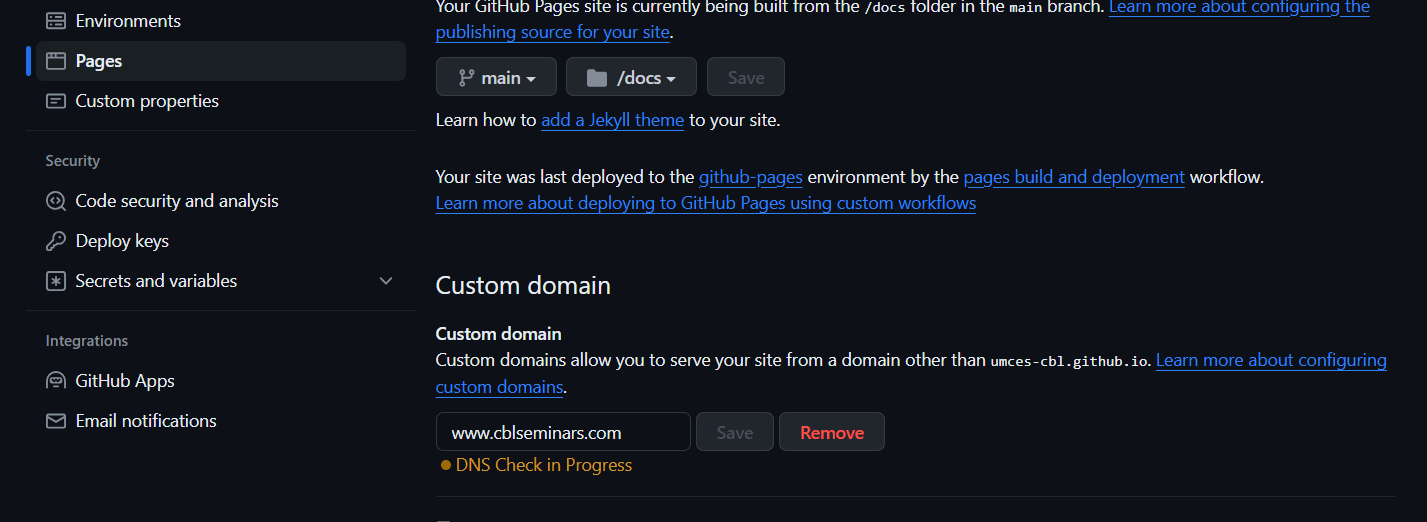 Environments
Pages
Custom properties
Security
Code security and analysis
Deploy keys
Secrets and variables
Integrations
GitHub Apps
Email notifications
Your GitHub Pages site is currently being built from the /docs folder in the main branch. Learn more about configuring the
publishing source for your site.
main
/docs
Save
Learn how to add a Jekyll theme to your site.
Your site was last deployed to the github-pages environment by the pages build and deployment workflow.
Learn more about deploying to GitHub Pages using custom workflows
Custom domain
Custom domain
Custom domains allow you to serve your site from a domain other than umces-cbl.github.io. Learn more about configuring
custom domains.
www.cblseminars.com
Save
Remove
DNS Check in Progress